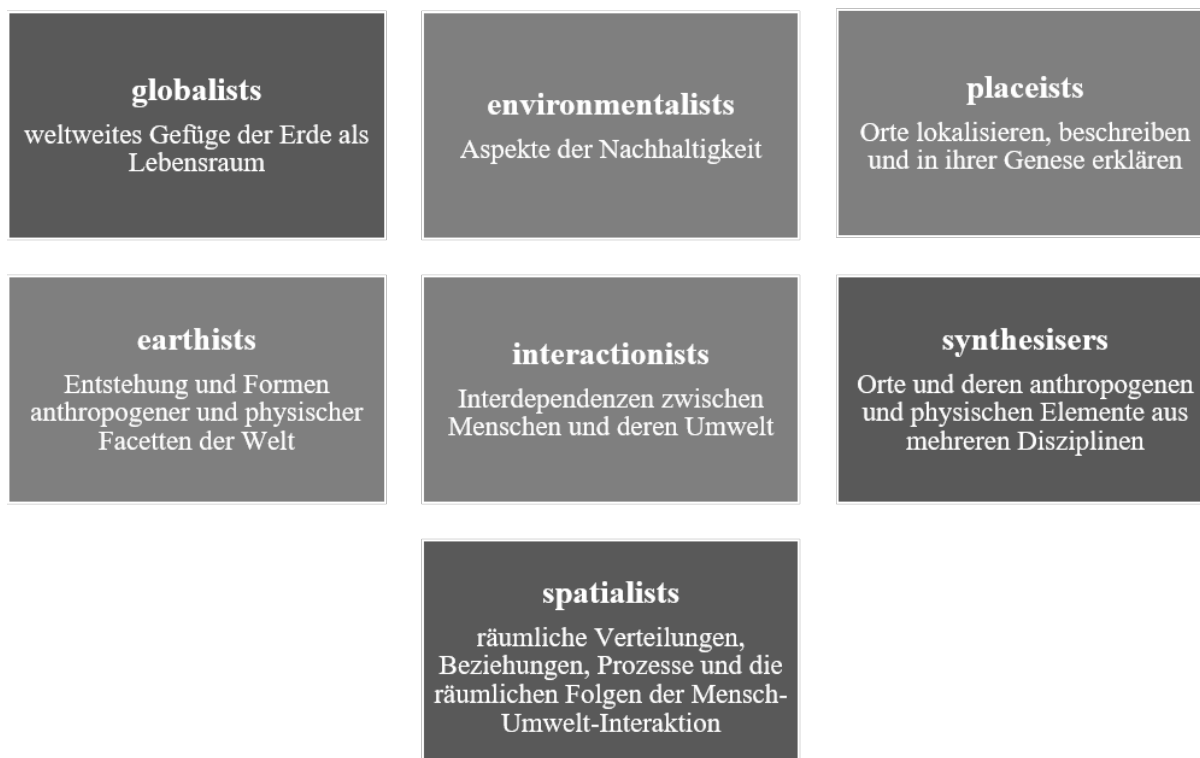 globalists
weltweites Gefüge der Erde als
Lebensraum
environmentalists
Aspekte der Nachhaltigkeit
placeists
Orte lokalisieren, beschreiben
und in ihrer Genese erklären
earthists
Entstehung und Formen
anthropogener und physischer
Facetten der Welt
interactionists
Interdependenzen zwischen
Menschen und deren Umwelt
synthesisers
Orte und deren anthropogenen
und physischen Elemente aus
mehreren Disziplinen
spatialists
räumliche Verteilungen,
Beziehungen, Prozesse und die
räumlichen Folgen der Mensch-
Umwelt-Interaktion